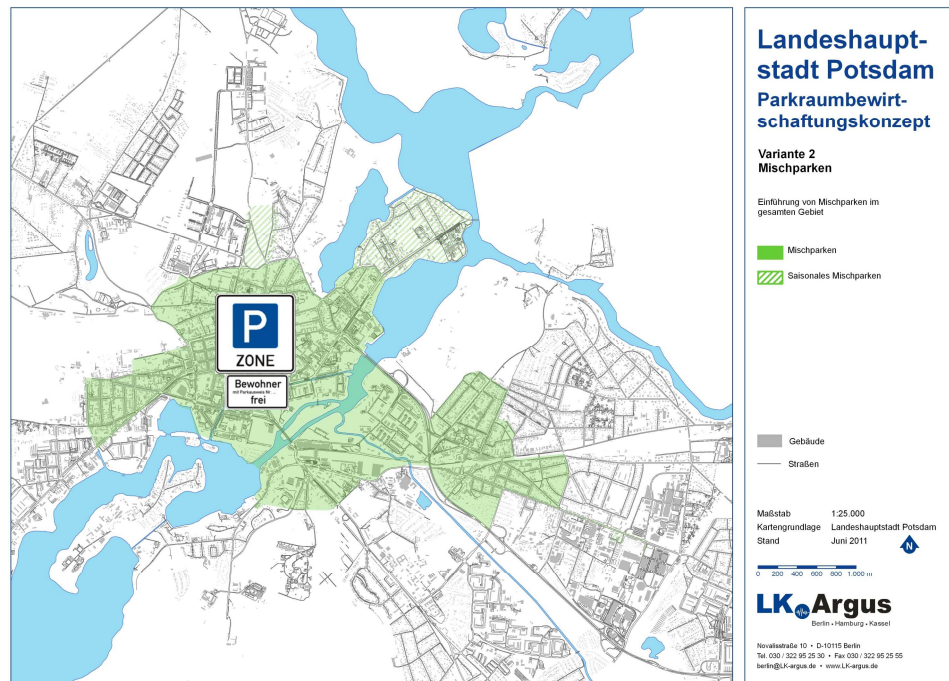 P
ZONE
Bewohner
mit Parkausweis Nr. ...
frei
Landeshaupt-
stadt Potsdam
Parkraumbewirt-
schaftungskonzept
Variante 2
Mischparken
Einführung von Mischparken im
gesamten Gebiet
Mischparken
Saisonales Mischparken
Gebäude
Straßen
Maßstab 1:25.000
Kartengrundlage Landeshauptstadt Potsdam
Stand Juni 2011
N
0 200 400 600 800 1.000 m
LK Argus
Berlin • Hamburg • Kassel
Novalisstraße 10 • D-10115 Berlin
Tel. 030 / 322 95 25 30 • Fax 030 / 322 95 25 55
berlin@LK-argus.de • www.LK-argus.de